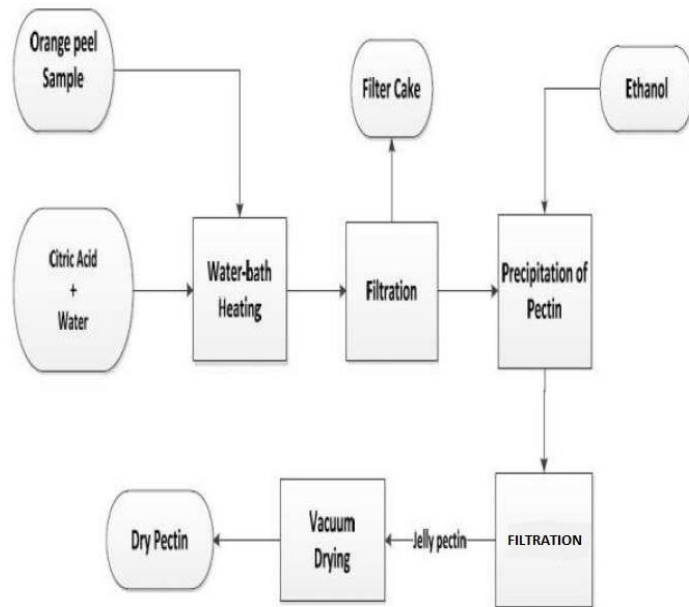 Orange peel
Sample
Filter Cake
Ethanol
Citric Acid
+
Water
Water-bath
Heating
Filtration
Precipitation of
Pectin
Dry Pectin
Vacuum
Drying
Jelly pectin
FILTRATION